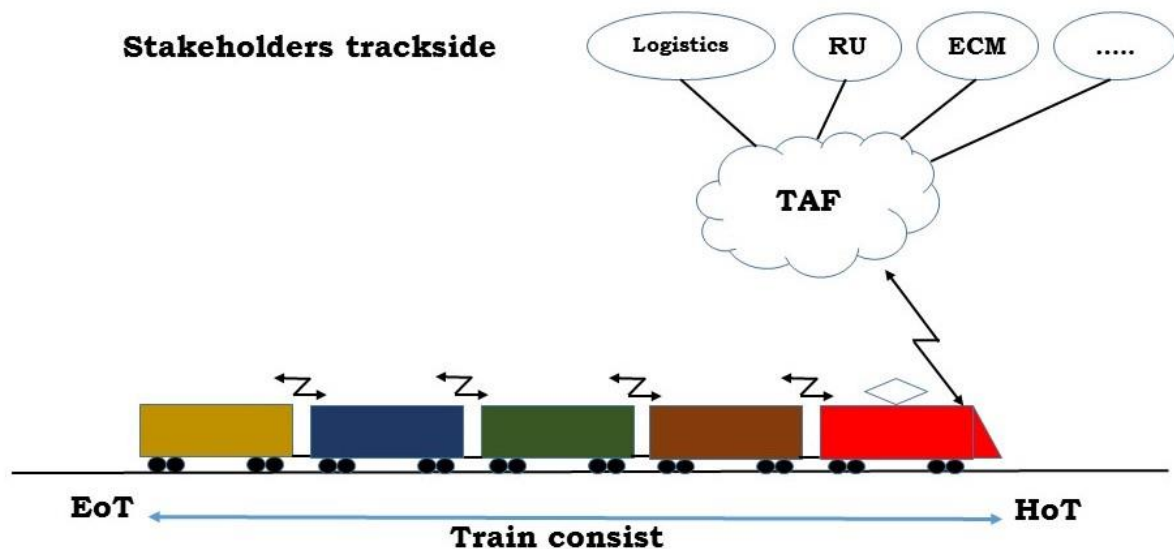 Stakeholders trackside
Logistics
RU
ECM
.....
TAF
EoT
HoT
Train consist